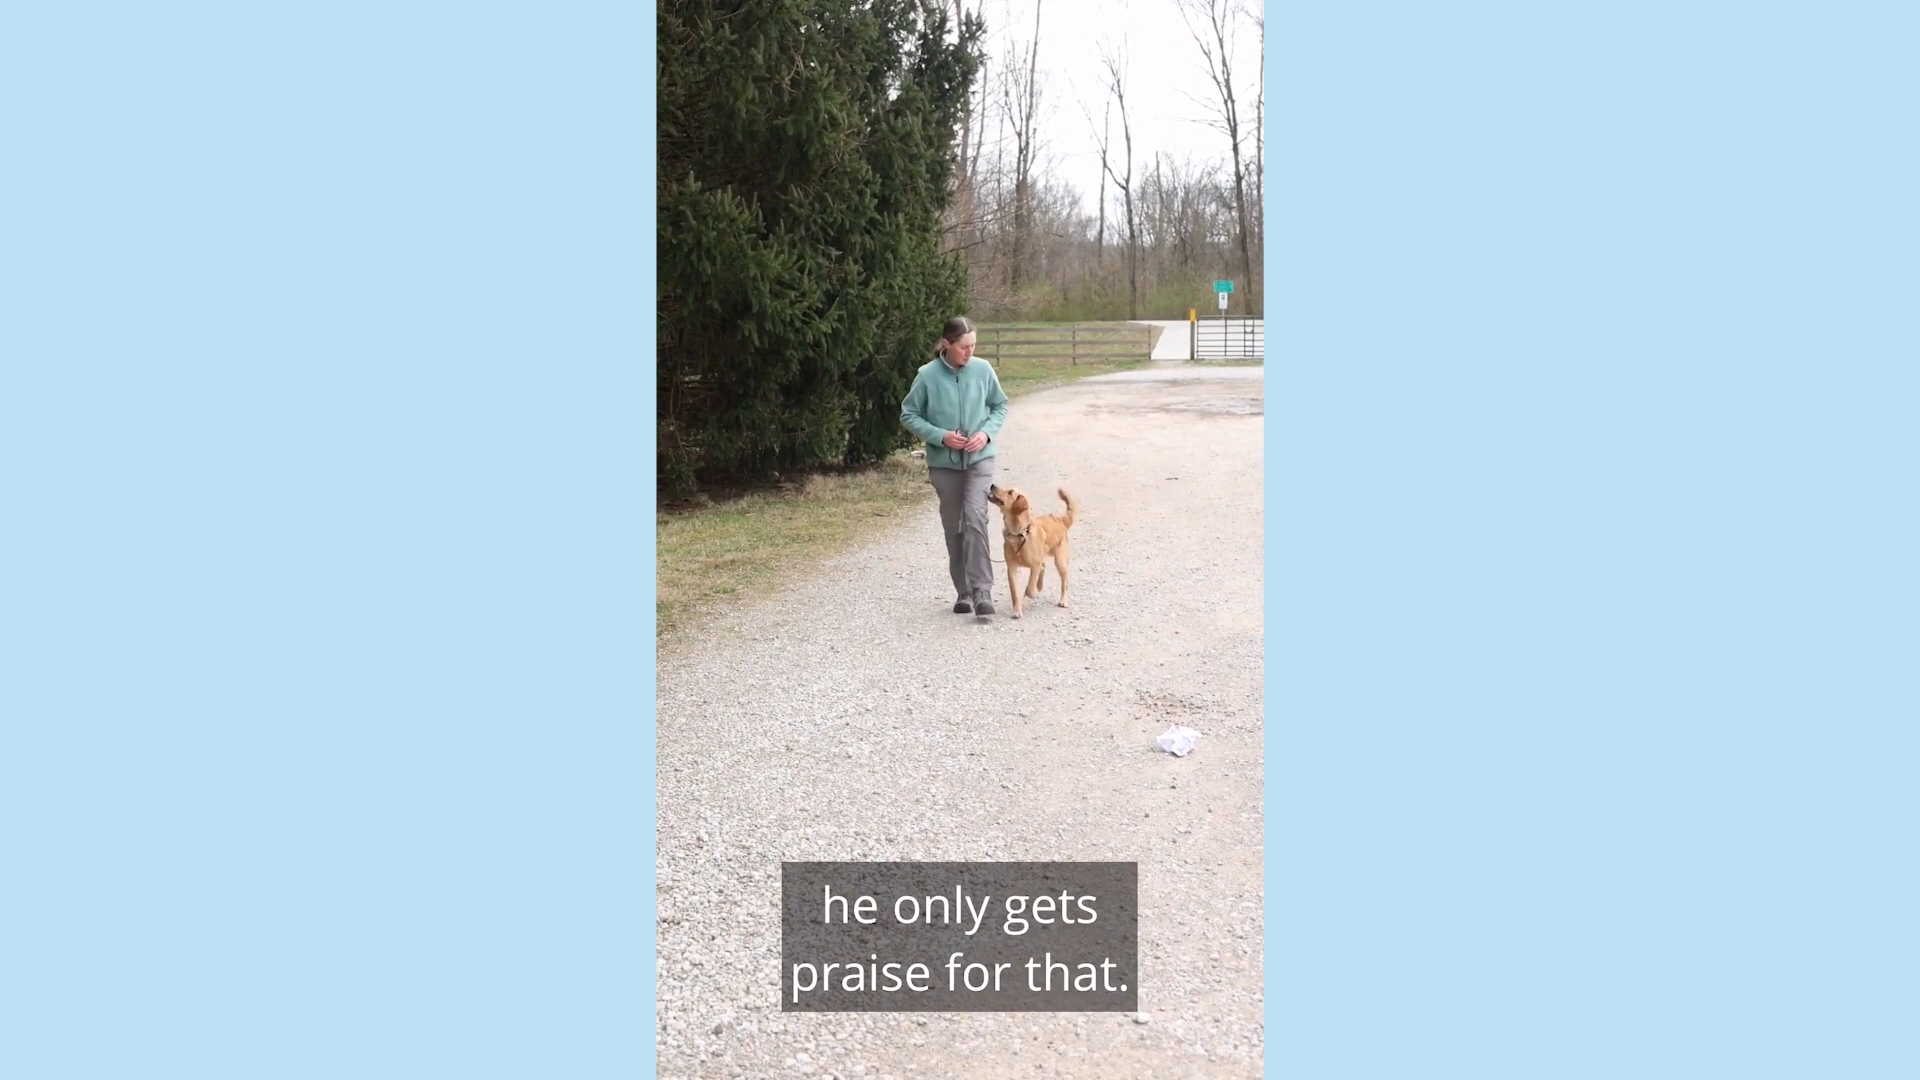 he only gets
praise for that.